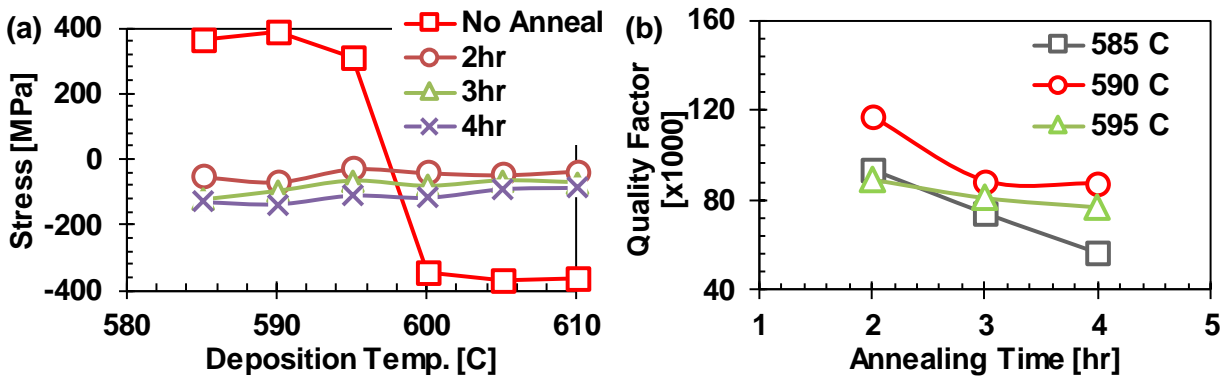 (a)
400
200
0
-200
-400
580
590
600
610
Stress [MPa]
Deposition Temp. [C]
No Anneal
2hr
3hr
4hr
(b)
160
120
80
40
1
2
3
4
5
Quality Factor
[x1000]
Annealing Time [hr]
585 C
590 C
595 C